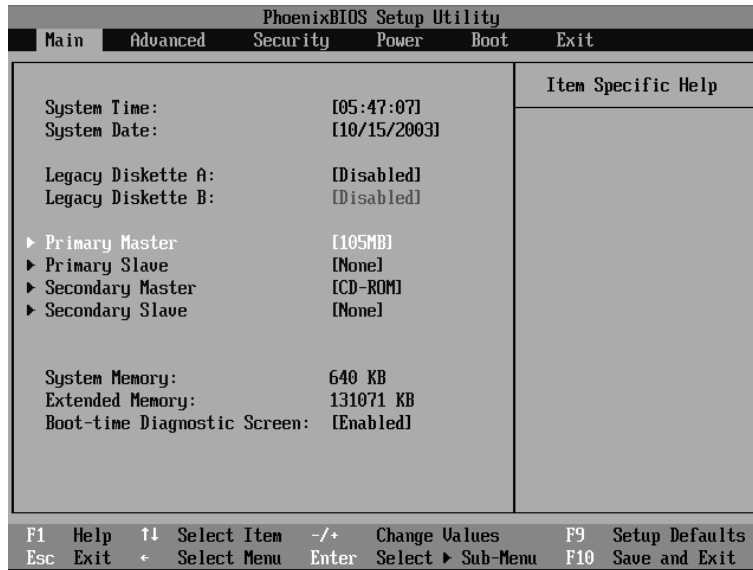 PhoenixBIOS Setup Utility
Main Advanced Security Power Boot Exit
Item Specific Help
System Time: [05:47:07]
System Date: [10/15/2003]
Legacy Diskette A: [Disabled]
Legacy Diskette B: [Disabled]
▶ Primary Master [105MB]
▶ Primary Slave [None]
▶ Secondary Master [CD-ROM]
▶ Secondary Slave [None]
System Memory: 640 KB
Extended Memory: 131071 KB
Boot-time Diagnostic Screen: [Enabled]
F1 Help ↑↓ Select Item -/+ Change Values F9 Setup Defaults
Esc Exit ← Select Menu Enter Select ▶ Sub-Menu F10 Save and Exit